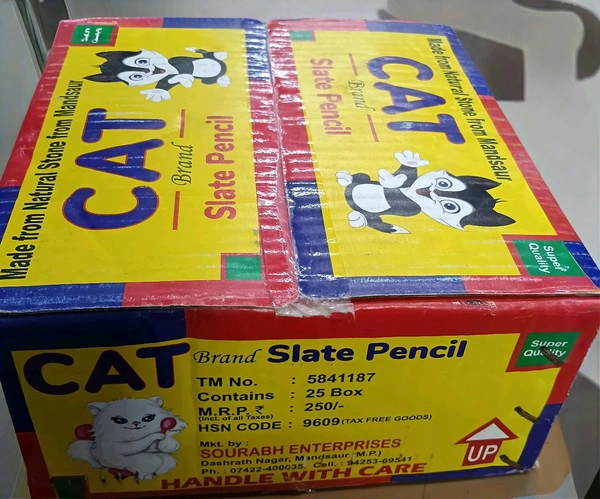 Super
Quality
Made from Natural Stone from Mandsaur
CAT
Brand
Slate Pencil
Made from Natural Stone from Mandsaur
CAT
Brand
Slate Pencil
Super
Quality
CAT Brand Slate Pencil
Super
Quality
TM No. : 5841187
Contains : 25 Box
M.R.P. ₹ : 250/-
(Incl. of all Taxes)
HSN CODE : 9609 (TAX FREE GOODS)
Mkt. by :
SOURABH ENTERPRISES
Dashrath Nagar, Mandsaur (M.P.)
Ph. : 07422-400035, Cell. : 94253-69541
HANDLE WITH CARE
UP